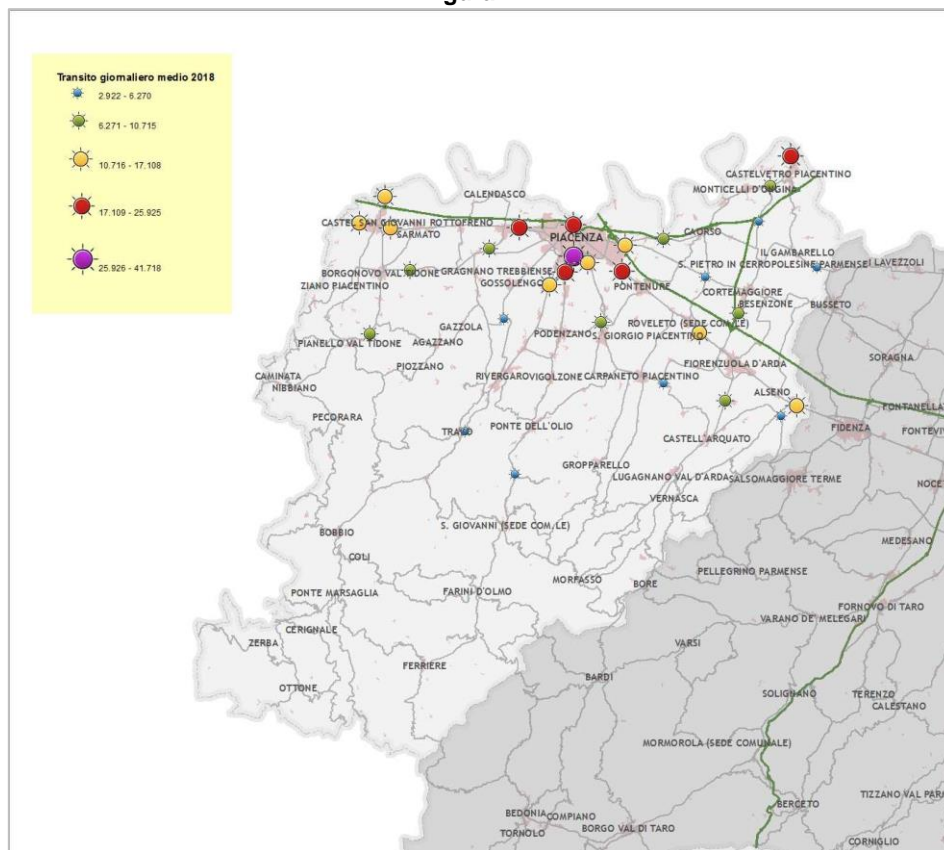 Transito giornaliero medio 2018
2.922 - 6.270
6.271 - 10.715
10.716 - 17.108
17.109 - 25.925
25.926 - 41.718
CASTELVETRO PIACENTINO
MONTICELLI D'ONGINA
CALENDASCO
CASTEL SAN GIOVANNI ROTTOFRENO
SARMATO
PIACENZA
CAORSO
IL GAMBARELLO
S. PIETRO IN CERRO POLESINE PARMENSE
I LAVEZZOLI
BORGONOVO VAL TIDONE
GRAGNANO TREBBIENSE
ZIANO PIACENTINO
GOSSOLENGO
PONTENURE
CORTEMAGGIORE
BESENZONE
BUSSETO
GAZZOLA
PODENZANO
ROVELETO (SEDE COM.LE)
S. GIORGIO PIACENTINO
PIANELLO VAL TIDONE
AGAZZANO
SORAGNA
PIOZZANO
FIORENZUOLA D'ARDA
CAMINATA
NIBBIANO
RIVERGARO
VIGOLZONE
CARPANETO PIACENTINO
ALSENO
FONTANELLAT
PECORARA
TRAVO
PONTE DELL'OLIO
CASTELL'ARQUATO
FIDENZA
FONTEVIV
GROPPARELLO
LUGAGNANO VAL D'ARDA
SALSOMAGGIORE TERME
NOCET
VERNASCA
BOBBIO
S. GIOVANNI (SEDE COM.LE)
MEDESANO
COLI
PELLEGRINO PARMENSE
MORFASSO
BORE
PONTE MARSAGLIA
FARINI D'OLMO
FORNOVO DI TARO
VARANO DE' MELEGARI
CERIGNALE
ZERBA
VARSI
FERRIERE
BARDI
OTTONE
SOLIGNANO
TERENZO
CALESTANO
MORMOROLA (SEDE COMUNALE)
TIZZANO VAL PARM
BERCETO
BEDONIA
COMPIANO
TORNOLO
BORGO VAL DI TARO
CORNIGLIO